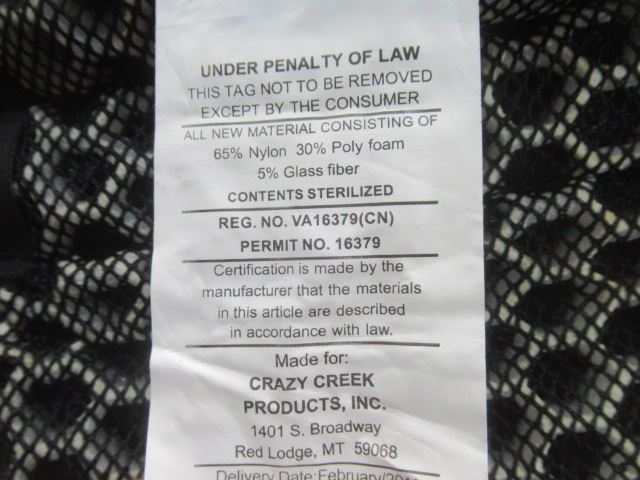 UNDER PENALTY OF LAW
THIS TAG NOT TO BE REMOVED
EXCEPT BY THE CONSUMER
ALL NEW MATERIAL CONSISTING OF
65% Nylon 30% Poly foam
5% Glass fiber
CONTENTS STERILIZED
REG. NO. VA16379(CN)
PERMIT NO. 16379
Certification is made by the
manufacturer that the materials
in this article are described
in accordance with law.
Made for:
CRAZY CREEK
PRODUCTS, INC.
1401 S. Broadway
Red Lodge, MT 59068
Delivery Date: